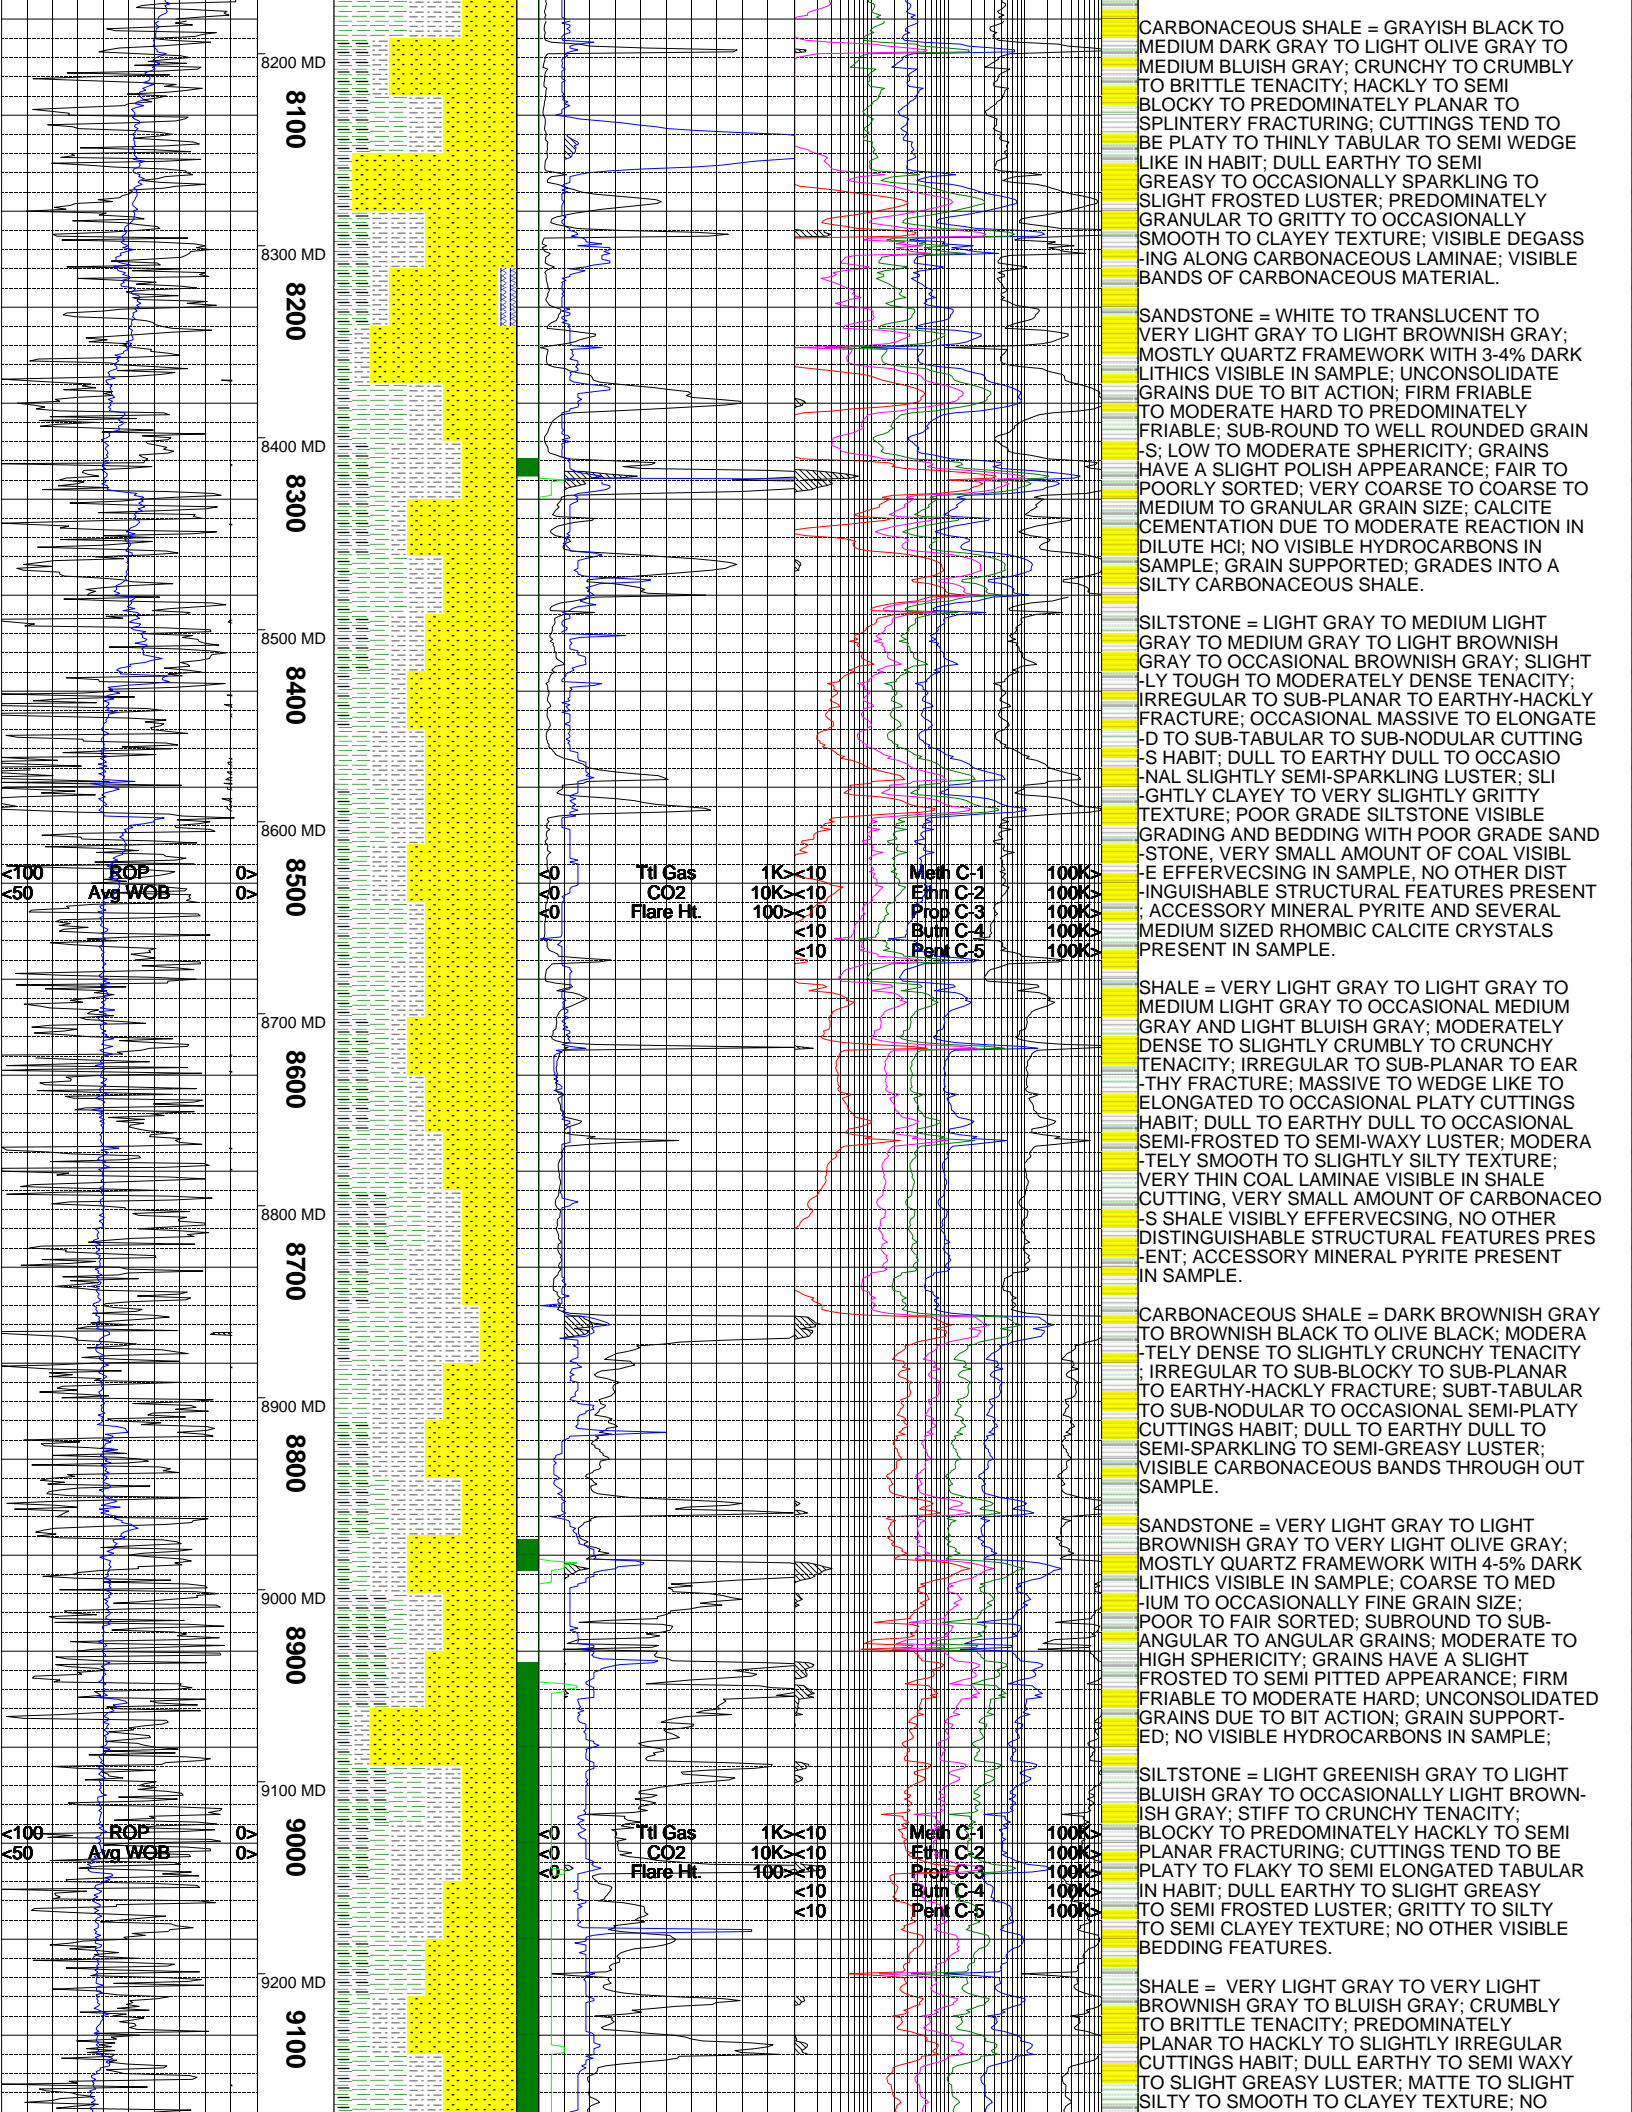 CARBONACEOUS SHALE = GRAYISH BLACK TO
MEDIUM DARK GRAY TO LIGHT OLIVE GRAY TO
MEDIUM BLUISH GRAY; CRUNCHY TO CRUMBLY
TO BRITTLE TENACITY; HACKLY TO SEMI
BLOCKY TO PREDOMINATELY PLANAR TO
SPLINTERY FRACTURING; CUTTINGS TEND TO
BE PLATY TO THINLY TABULAR TO SEMI WEDGE
LIKE IN HABIT; DULL EARTHY TO SEMI
GREASY TO OCCASIONALLY SPARKLING TO
SLIGHT FROSTED LUSTER; PREDOMINATELY
GRANULAR TO GRITTY TO OCCASIONALLY
SMOOTH TO CLAYEY TEXTURE; VISIBLE DEGASS
-ING ALONG CARBONACEOUS LAMINAE; VISIBLE
BANDS OF CARBONACEOUS MATERIAL.
SANDSTONE = WHITE TO TRANSLUCENT TO
VERY LIGHT GRAY TO LIGHT BROWNISH GRAY;
MOSTLY QUARTZ FRAMEWORK WITH 3-4% DARK
LITHICS VISIBLE IN SAMPLE; UNCONSOLIDATE
GRAINS DUE TO BIT ACTION; FIRM FRIABLE
TO MODERATE HARD TO PREDOMINATELY
FRIABLE; SUB-ROUND TO WELL ROUNDED GRAIN
-S; LOW TO MODERATE SPHERICITY; GRAINS
HAVE A SLIGHT POLISH APPEARANCE; FAIR TO
POORLY SORTED; VERY COARSE TO COARSE TO
MEDIUM TO GRANULAR GRAIN SIZE; CALCITE
CEMENTATION DUE TO MODERATE REACTION IN
DILUTE HCl; NO VISIBLE HYDROCARBONS IN
SAMPLE; GRAIN SUPPORTED; GRADES INTO A
SILTY CARBONACEOUS SHALE.
SILTSTONE = LIGHT GRAY TO MEDIUM LIGHT
GRAY TO MEDIUM GRAY TO LIGHT BROWNISH
GRAY TO OCCASIONAL BROWNISH GRAY; SLIGHT
-LY TOUGH TO MODERATELY DENSE TENACITY;
IRREGULAR TO SUB-PLANAR TO EARTHY-HACKLY
FRACTURE; OCCASIONAL MASSIVE TO ELONGATE
-D TO SUB-TABULAR TO SUB-NODULAR CUTTING
-S HABIT; DULL TO EARTHY DULL TO OCCASIO
-NAL SLIGHTLY SEMI-SPARKLING LUSTER; SLI
-GHTLY CLAYEY TO VERY SLIGHTLY GRITTY
TEXTURE; POOR GRADE SILTSTONE VISIBLE
GRADING AND BEDDING WITH POOR GRADE SAND
-STONE, VERY SMALL AMOUNT OF COAL VISIBL
-E EFFERVECSING IN SAMPLE, NO OTHER DIST
-INGUISHABLE STRUCTURAL FEATURES PRESENT
; ACCESSORY MINERAL PYRITE AND SEVERAL
MEDIUM SIZED RHOMBIC CALCITE CRYSTALS
PRESENT IN SAMPLE.
SHALE = VERY LIGHT GRAY TO LIGHT GRAY TO
MEDIUM LIGHT GRAY TO OCCASIONAL MEDIUM
GRAY AND LIGHT BLUISH GRAY; MODERATELY
DENSE TO SLIGHTLY CRUMBLY TO CRUNCHY
TENACITY; IRREGULAR TO SUB-PLANAR TO EAR
-THY FRACTURE; MASSIVE TO WEDGE LIKE TO
ELONGATED TO OCCASIONAL PLATY CUTTINGS
HABIT; DULL TO EARTHY DULL TO OCCASIONAL
SEMI-FROSTED TO SEMI-WAXY LUSTER; MODERA
-TELY SMOOTH TO SLIGHTLY SILTY TEXTURE;
VERY THIN COAL LAMINAE VISIBLE IN SHALE
CUTTING, VERY SMALL AMOUNT OF CARBONACEO
-S SHALE VISIBLY EFFERVECSING, NO OTHER
DISTINGUISHABLE STRUCTURAL FEATURES PRES
-ENT; ACCESSORY MINERAL PYRITE PRESENT
IN SAMPLE.
CARBONACEOUS SHALE = DARK BROWNISH GRAY
TO BROWNISH BLACK TO OLIVE BLACK; MODERA
-TELY DENSE TO SLIGHTLY CRUNCHY TENACITY
; IRREGULAR TO SUB-BLOCKY TO SUB-PLANAR
TO EARTHY-HACKLY FRACTURE; SUBT-TABULAR
TO SUB-NODULAR TO OCCASIONAL SEMI-PLATY
CUTTINGS HABIT; DULL TO EARTHY DULL TO
SEMI-SPARKLING TO SEMI-GREASY LUSTER;
VISIBLE CARBONACEOUS BANDS THROUGH OUT
SAMPLE.
SANDSTONE = VERY LIGHT GRAY TO LIGHT
BROWNISH GRAY TO VERY LIGHT OLIVE GRAY;
MOSTLY QUARTZ FRAMEWORK WITH 4-5% DARK
LITHICS VISIBLE IN SAMPLE; COARSE TO MED
-IUM TO OCCASIONALLY FINE GRAIN SIZE;
POOR TO FAIR SORTED; SUBROUND TO SUB-
ANGULAR TO ANGULAR GRAINS; MODERATE TO
HIGH SPHERICITY; GRAINS HAVE A SLIGHT
FROSTED TO SEMI PITTED APPEARANCE; FIRM
FRIABLE TO MODERATE HARD; UNCONSOLIDATED
GRAINS DUE TO BIT ACTION; GRAIN SUPPORT-
ED; NO VISIBLE HYDROCARBONS IN SAMPLE;
SILTSTONE = LIGHT GREENISH GRAY TO LIGHT
BLUISH GRAY TO OCCASIONALLY LIGHT BROWN-
ISH GRAY; STIFF TO CRUNCHY TENACITY;
BLOCKY TO PREDOMINATELY HACKLY TO SEMI
PLANAR FRACTURING; CUTTINGS TEND TO BE
PLATY TO FLAKY TO SEMI ELONGATED TABULAR
IN HABIT; DULL EARTHY TO SLIGHT GREASY
TO SEMI FROSTED LUSTER; GRITTY TO SILTY
TO SEMI CLAYEY TEXTURE; NO OTHER VISIBLE
BEDDING FEATURES.
SHALE = VERY LIGHT GRAY TO VERY LIGHT
BROWNISH GRAY TO BLUISH GRAY; CRUMBLY
TO BRITTLE TENACITY; PREDOMINATELY
PLANAR TO HACKLY TO SLIGHTLY IRREGULAR
CUTTINGS HABIT; DULL EARTHY TO SEMI WAXY
TO SLIGHT GREASY LUSTER; MATTE TO SLIGHT
SILTY TO SMOOTH TO CLAYEY TEXTURE; NO
8200 MD
8100
8300 MD
8200
8400 MD
8300
8500 MD
8400
8600 MD
8500
8700 MD
8600
8800 MD
8700
8900 MD
8800
9000 MD
8900
9100 MD
9000
9200 MD
9100
<100 ROP 0>
<50 Avg WOB 0>
<0 Ttl Gas 1K>
<0 CO2 10K>
<0 Flare Ht. 100>
<10 Meth C-1 100K>
<10 Ethn C-2 100K>
<10 Prop C-3 100K>
<10 Butn C-4 100K>
<10 Pent C-5 100K>
<100 ROP 0>
<50 Avg WOB 0>
<0 Ttl Gas 1K>
<0 CO2 10K>
<0 Flare Ht. 100>
<10 Meth C-1 100K>
<10 Ethn C-2 100K>
<10 Prop C-3 100K>
<10 Butn C-4 100K>
<10 Pent C-5 100K>